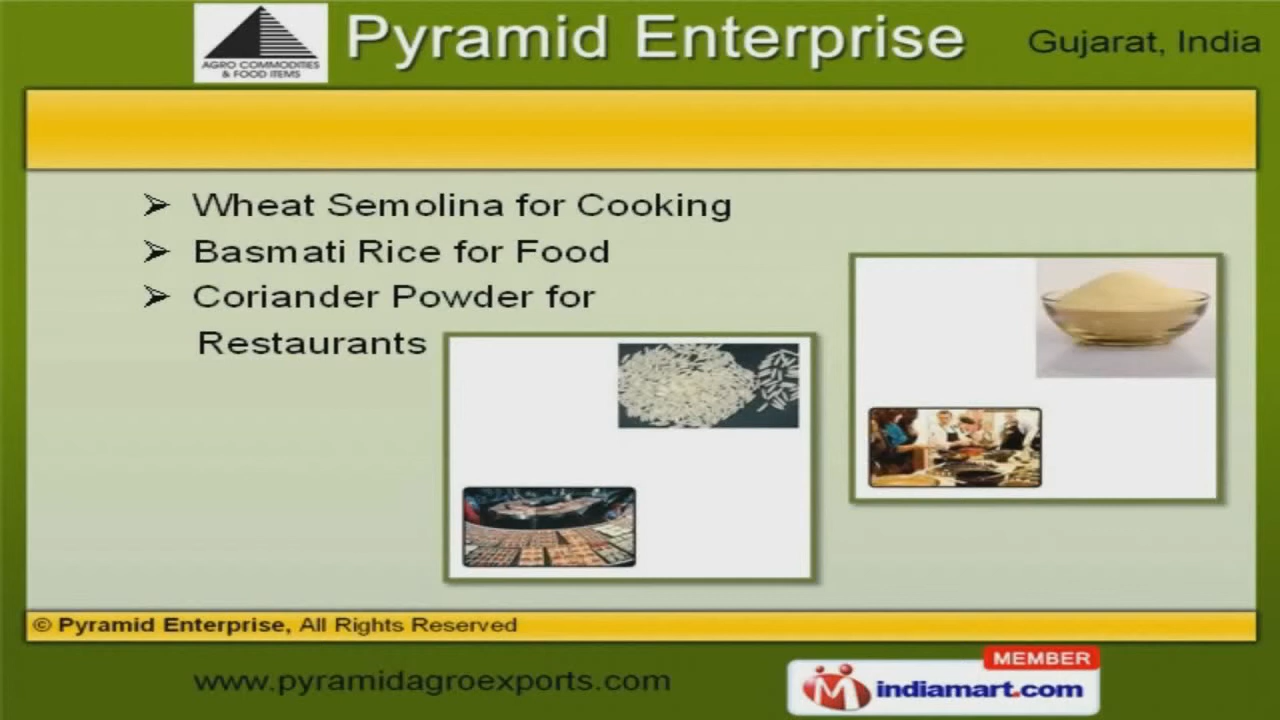 AGRO COMMODITIES
& FOOD ITEMS
Pyramid Enterprise
Gujarat, India
➢ Wheat Semolina for Cooking
➢ Basmati Rice for Food
➢ Coriander Powder for
Restaurants
© Pyramid Enterprise, All Rights Reserved
www.pyramidagroexports.com
MEMBER
indiamart.com